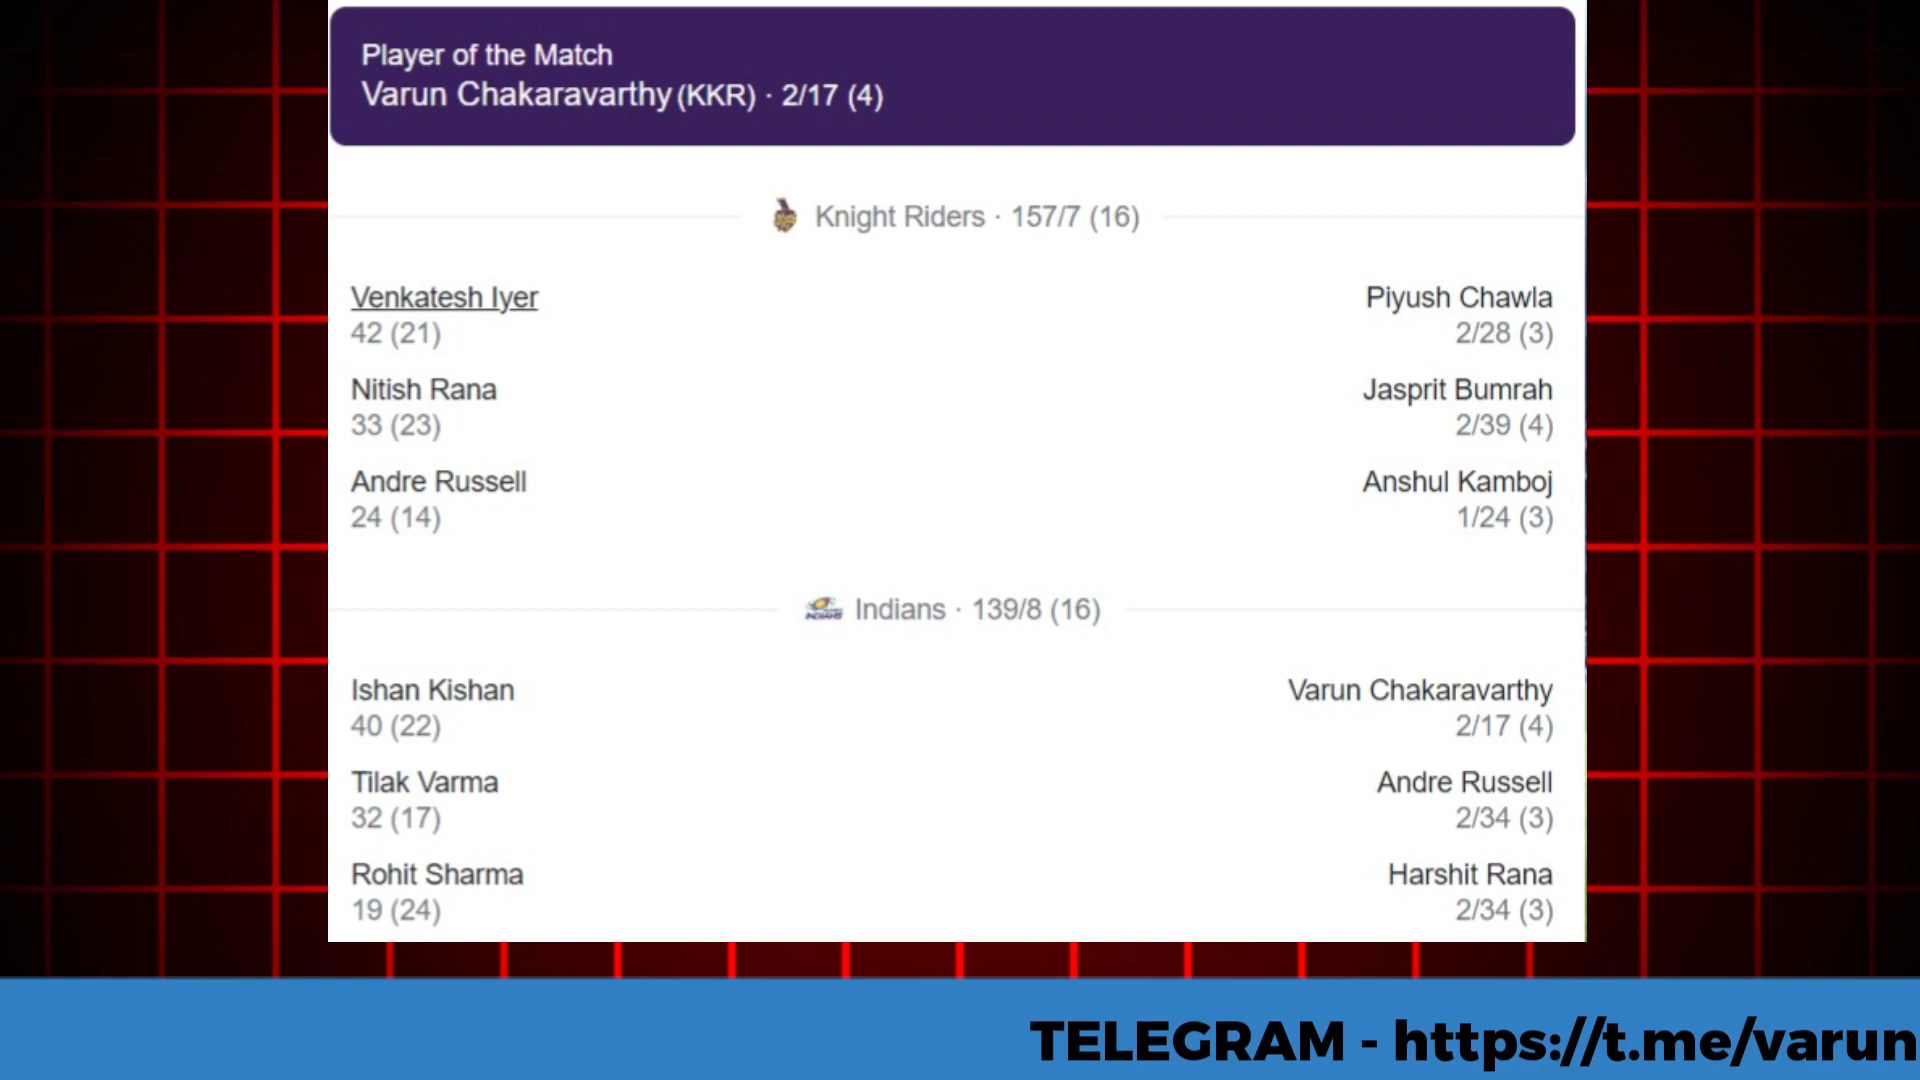 Player of the Match
Varun Chakaravarthy (KKR) · 2/17 (4)
Knight Riders · 157/7 (16)
Venkatesh Iyer
42 (21)
Piyush Chawla
2/28 (3)
Nitish Rana
33 (23)
Jasprit Bumrah
2/39 (4)
Andre Russell
24 (14)
Anshul Kamboj
1/24 (3)
INDIANS
Indians · 139/8 (16)
Ishan Kishan
40 (22)
Varun Chakaravarthy
2/17 (4)
Tilak Varma
32 (17)
Andre Russell
2/34 (3)
Rohit Sharma
19 (24)
Harshit Rana
2/34 (3)
TELEGRAM - https://t.me/varun